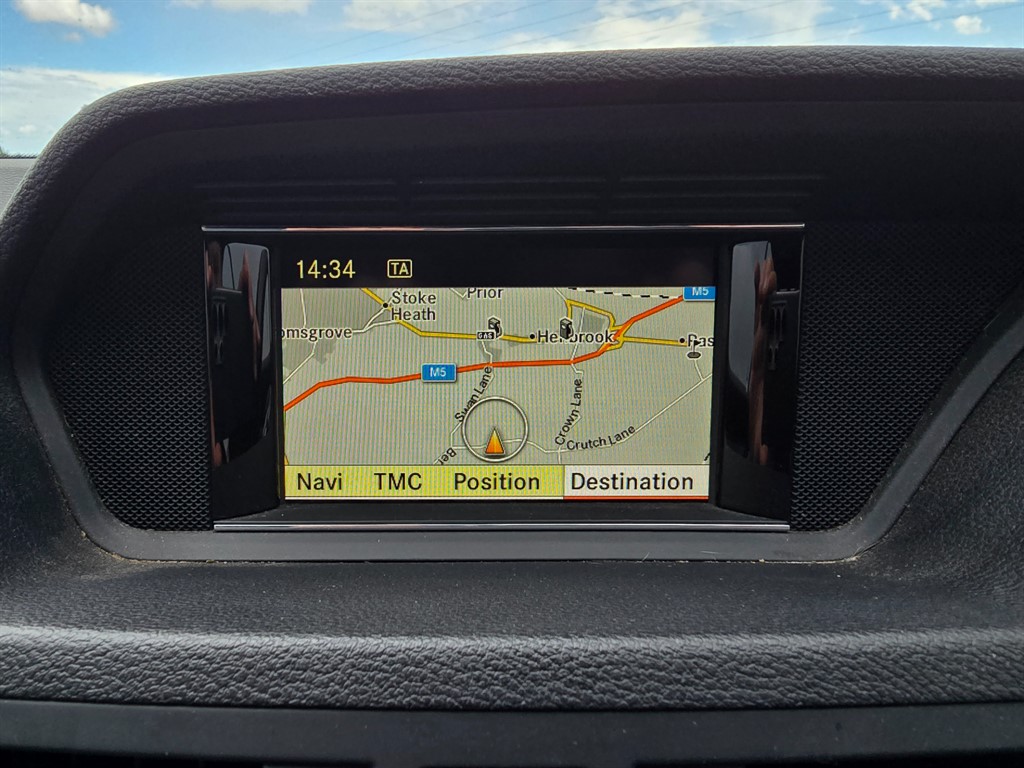 14:34 TA
Prior
M5
Stoke
Heath
omsgrove
GAS
M5
Swan Lane
Crown Lane
Crutch Lane
Navi TMC Position Destination